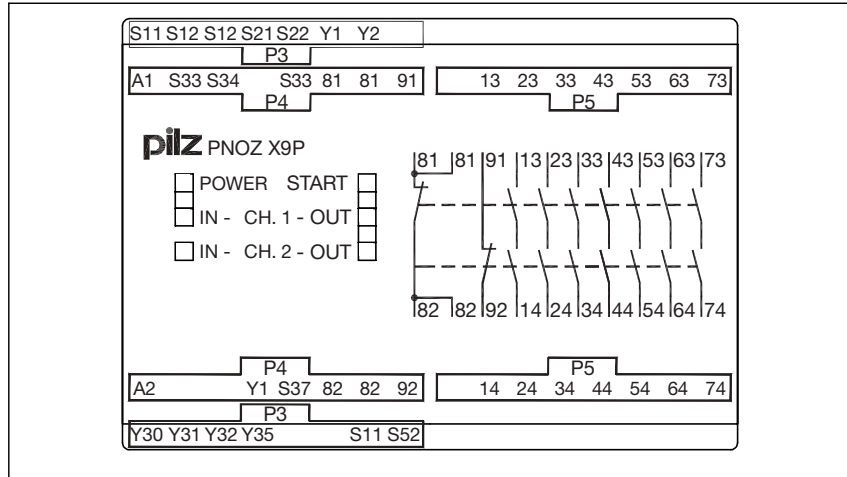 S11 S12 S12 S21 S22 Y1 Y2
P3
A1 S33 S34 S33 81 81 91
P4
13 23 33 43 53 63 73
P5
pilz PNOZ X9P
POWER START
IN - CH. 1 - OUT
IN - CH. 2 - OUT
81 81 91 13 23 33 43 53 63 73
82 82 92 14 24 34 44 54 64 74
P4
A2 Y1 S37 82 82 92
P5
14 24 34 44 54 64 74
P3
Y30 Y31 Y32 Y35 S11 S52